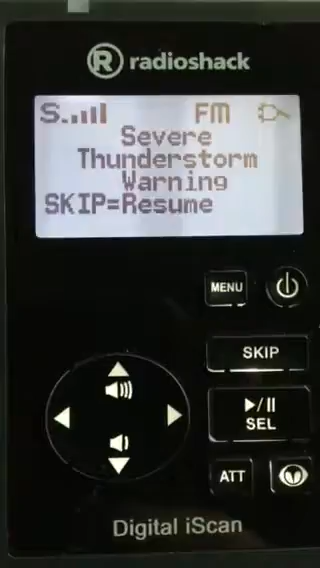 R radioshack
S FM
Severe
Thunderstorm
Warning
SKIP=Resume
MENU
SKIP
▶/II
SEL
ATT
Digital iScan